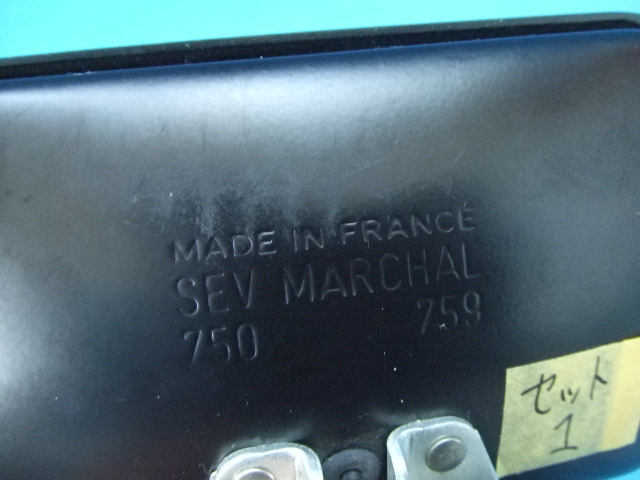 MADE IN FRANCE
SEV MARCHAL
750 759
セット
1